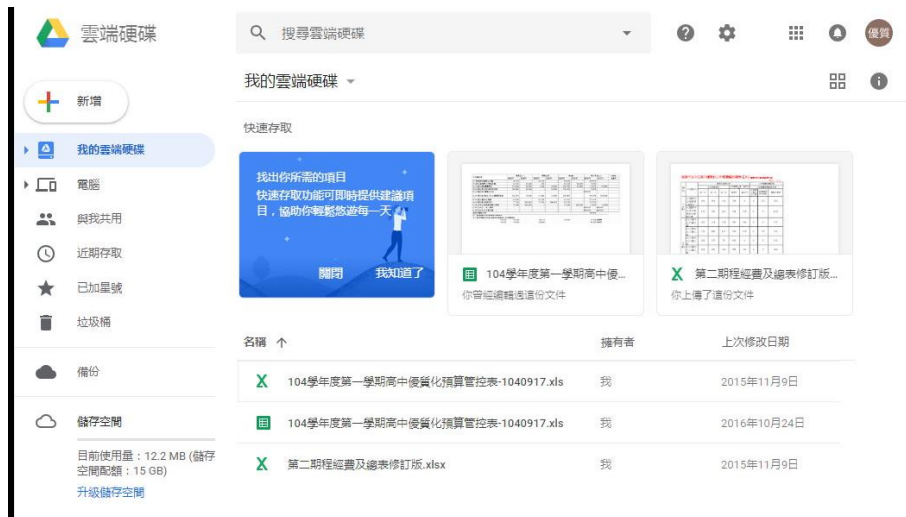 雲端硬碟
搜尋雲端硬碟
優質
新增
我的雲端硬碟
電腦
與我共用
近期存取
已加星號
垃圾桶
備份
儲存空間
目前使用量：12.2 MB (儲存
空間配額：15 GB)
升級儲存空間
我的雲端硬碟
快速存取
找出你所需的項目
快速存取功能可即時提供建議項
目，協助你輕鬆悠遊每一天
關閉 我知道了
104學年度第一學期高中優...
你曾經編輯過這份文件
第二期程經費及總表修訂版...
你上傳了這份文件
名稱 擁有者 上次修改日期
104學年度第一學期高中優質化預算管控表-1040917.xls 我 2015年11月9日
104學年度第一學期高中優質化預算管控表-1040917.xls 我 2016年10月24日
第二期程經費及總表修訂版.xlsx 我 2015年11月9日